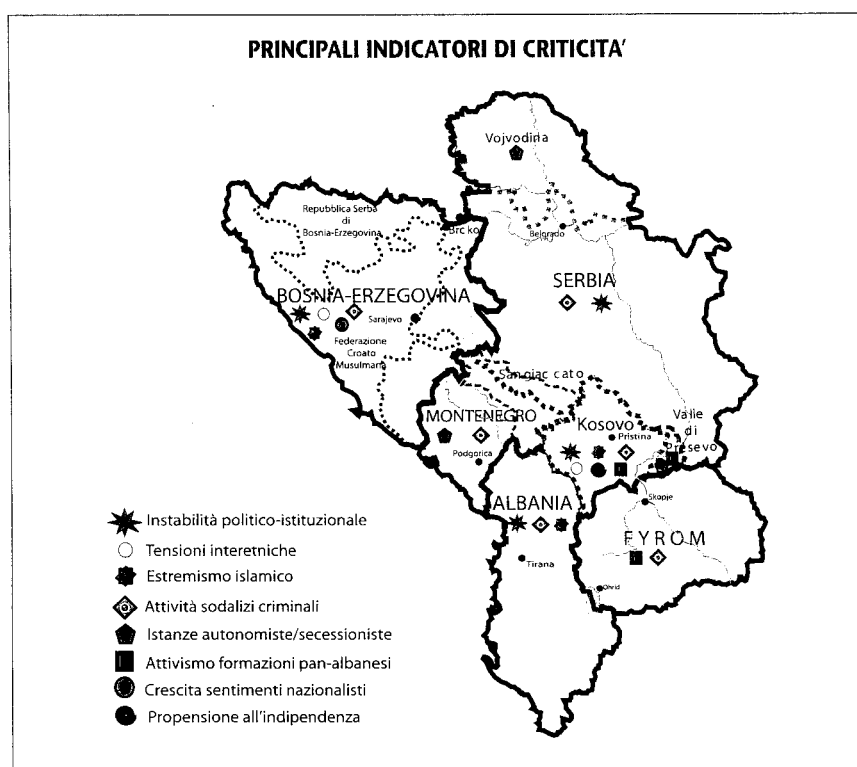 PRINCIPALI INDICATORI DI CRITICITA'
Vojvodina
Repubblica Serba
di
Bosnia-Erzegovina
Brcko
Belgrado
BOSNIA-ERZEGOVINA
SERBIA
Sarajevo
Federazione
Croato
Musulmana
Sangiaccato
MONTENEGRO
Kosovo
Valle
di
Presevo
Pristina
Podgorica
ALBANIA
Skopje
FYROM
Tirana
Ohrid
Instabilità politico-istituzionale
Tensioni interetniche
Estremismo islamico
Attività sodalizi criminali
Istanze autonomiste/secessioniste
Attivismo formazioni pan-albanesi
Crescita sentimenti nazionalisti
Propensione all'indipendenza